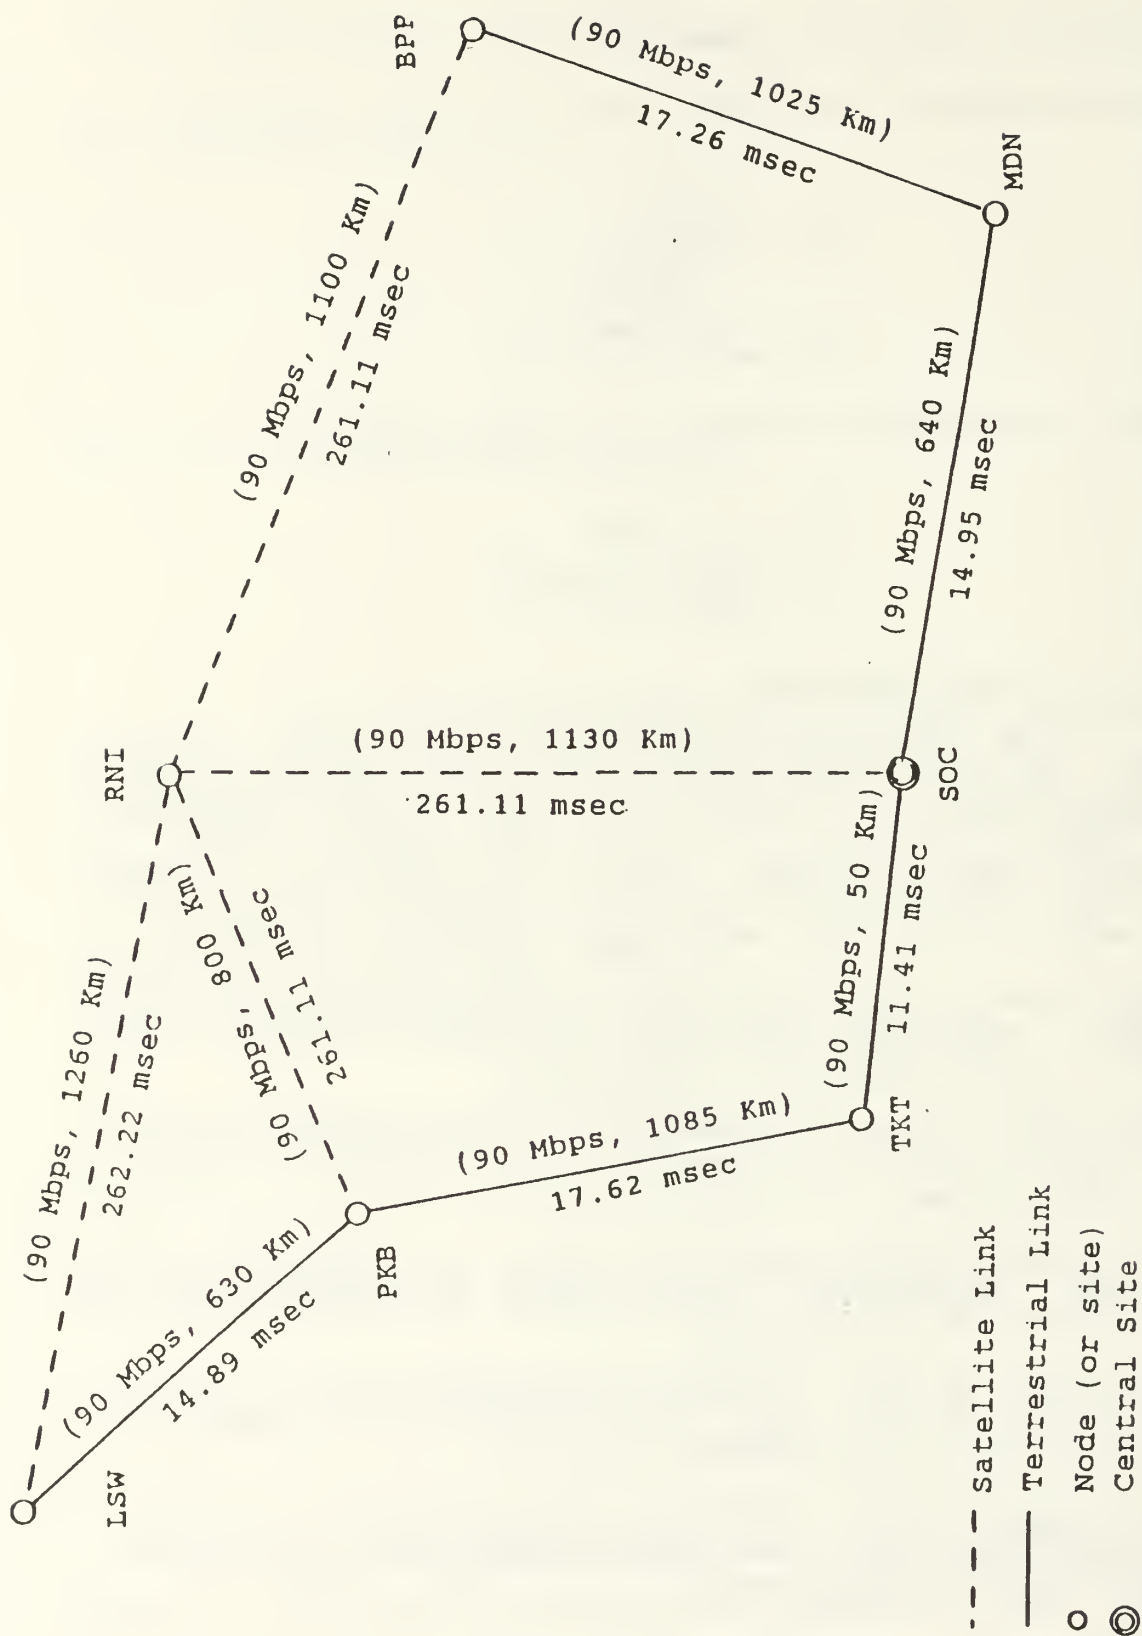 BPP
(90 Mbps, 1025 Km)
17.26 msec
MDN
(90 Mbps, 1100 Km)
261.11 msec
(90 Mbps, 640 Km)
14.95 msec
RNI
(90 Mbps, 1130 Km)
261.11 msec
SOC
(90 Mbps, 1260 Km)
262.22 msec
(90 Mbps, 800 Km)
261.11 msec
(90 Mbps, 50 Km)
11.41 msec
TKT
(90 Mbps, 1085 Km)
17.62 msec
PKB
(90 Mbps, 630 Km)
14.89 msec
LSW
Satellite Link
Terrestrial Link
Node (or site)
Central Site